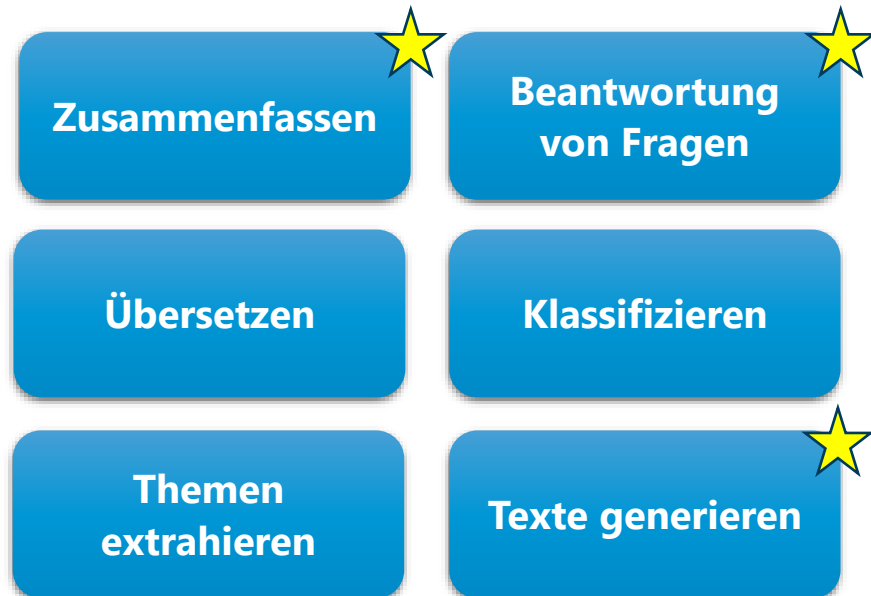 Zusammenfassen
Beantwortung
von Fragen
Übersetzen
Klassifizieren
Themen
extrahieren
Texte generieren